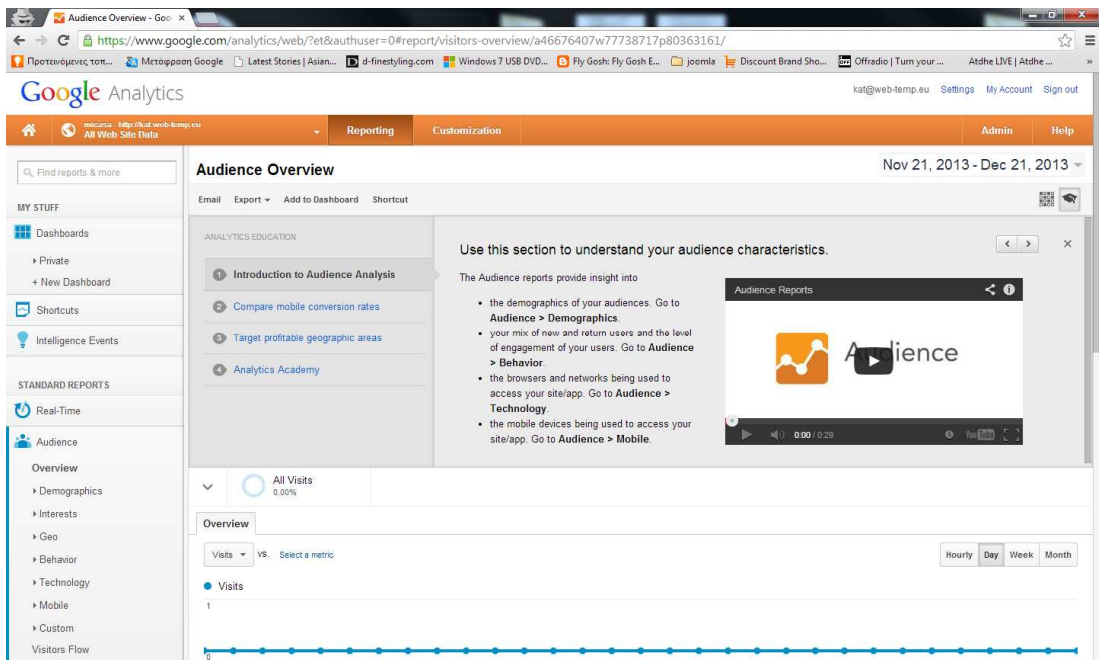 Audience Overview - Goo
https://www.google.com/analytics/web/?et&authuser=0#report/visitors-overview/a46676407w77738717p80363161/
Προτεινόμενες τοπ... Μετάφραση Google Latest Stories | Asian... d-finestyling.com Windows 7 USB DVD... Fly Gosh: Fly Gosh E... joomla Discount Brand Sho... Offradio | Turn your ... Atdhe LIVE | Atdhe ... »
Google Analytics
kat@web-temp.eu Settings My Account Sign out
micasa - http://kat.web-temp.eu
All Web Site Data
Reporting Customization Admin Help
Find reports & more
MY STUFF
Dashboards
Private
+ New Dashboard
Shortcuts
Intelligence Events
STANDARD REPORTS
Real-Time
Audience
Overview
Demographics
Interests
Geo
Behavior
Technology
Mobile
Custom
Visitors Flow
Audience Overview
Nov 21, 2013 - Dec 21, 2013
Email Export Add to Dashboard Shortcut
ANALYTICS EDUCATION
1 Introduction to Audience Analysis
2 Compare mobile conversion rates
3 Target profitable geographic areas
4 Analytics Academy
Use this section to understand your audience characteristics.
The Audience reports provide insight into
• the demographics of your audiences. Go to
Audience > Demographics.
• your mix of new and return users and the level
of engagement of your users. Go to Audience
> Behavior.
• the browsers and networks being used to
access your site/app. Go to Audience >
Technology.
• the mobile devices being used to access your
site/app. Go to Audience > Mobile.
Audience Reports
Audience
0:00 / 0:29
YouTube
All Visits
0.00%
Overview
Visits VS. Select a metric
Hourly Day Week Month
Visits
1
0